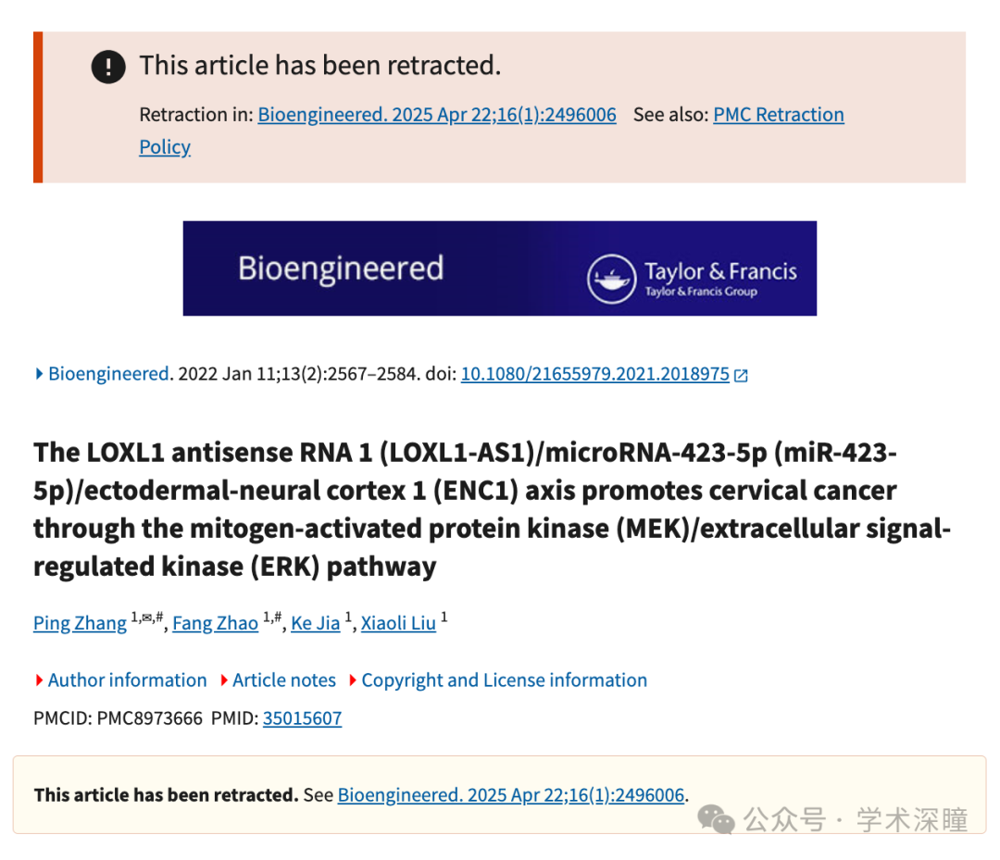 This article has been retracted.
Retraction in: Bioengineered. 2025 Apr 22;16(1):2496006 See also: PMC Retraction
Policy
Bioengineered
Taylor & Francis
Taylor & Francis Group
Bioengineered. 2022 Jan 11;13(2):2567–2584. doi: 10.1080/21655979.2021.2018975
The LOXL1 antisense RNA 1 (LOXL1-AS1)/microRNA-423-5p (miR-423-
5p)/ectodermal-neural cortex 1 (ENC1) axis promotes cervical cancer
through the mitogen-activated protein kinase (MEK)/extracellular signal-
regulated kinase (ERK) pathway
Ping Zhang 1,✉,#, Fang Zhao 1,#, Ke Jia 1, Xiaoli Liu 1
Author information Article notes Copyright and License information
PMCID: PMC8973666 PMID: 35015607
This article has been retracted. See Bioengineered. 2025 Apr 22;16(1):2496006.
公众号 · 学术深瞳